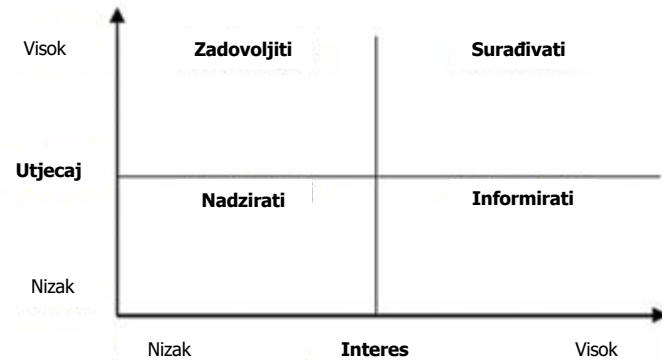 Visok
Zadovoljiti
Surađivati
Utjecaj
Nadzirati
Informirati
Nizak
Nizak
Interes
Visok